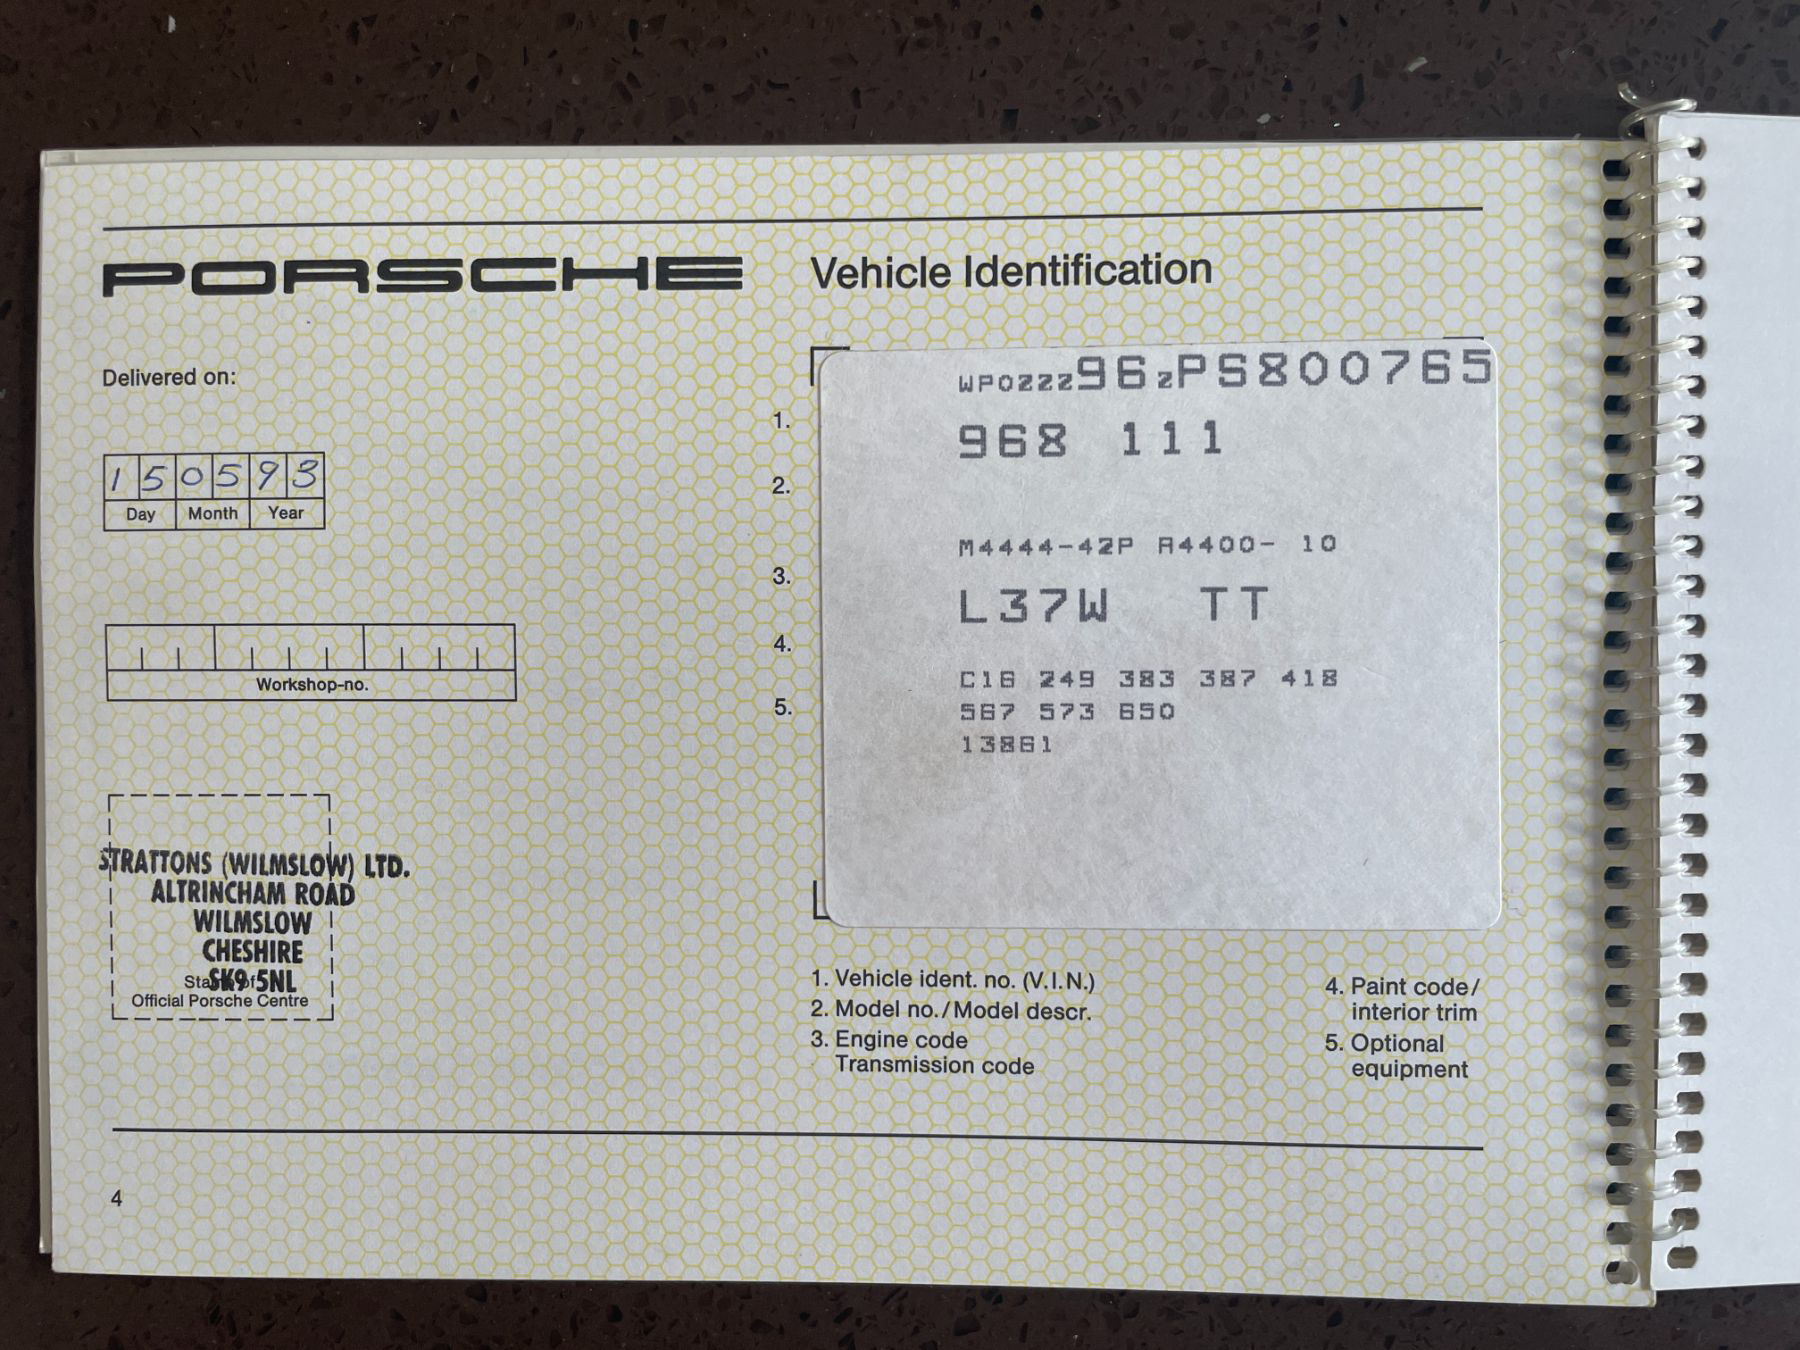 PORSCHE
Vehicle Identification
Delivered on:
1 5 0 5 9 3
Day Month Year
Workshop-no.
STRATTONS (WILMSLOW) LTD.
ALTRINCHAM ROAD
WILMSLOW
CHESHIRE
SK9 5NL
Official Porsche Centre
1.
2.
3.
4.
5.
WP0ZZZ96ZPS800765
968 111
M4444-42P A4400- 10
L37W TT
C16 249 383 387 418
567 573 650
13861
1. Vehicle ident. no. (V.I.N.)
2. Model no./Model descr.
3. Engine code
Transmission code
4. Paint code/
interior trim
5. Optional
equipment
4